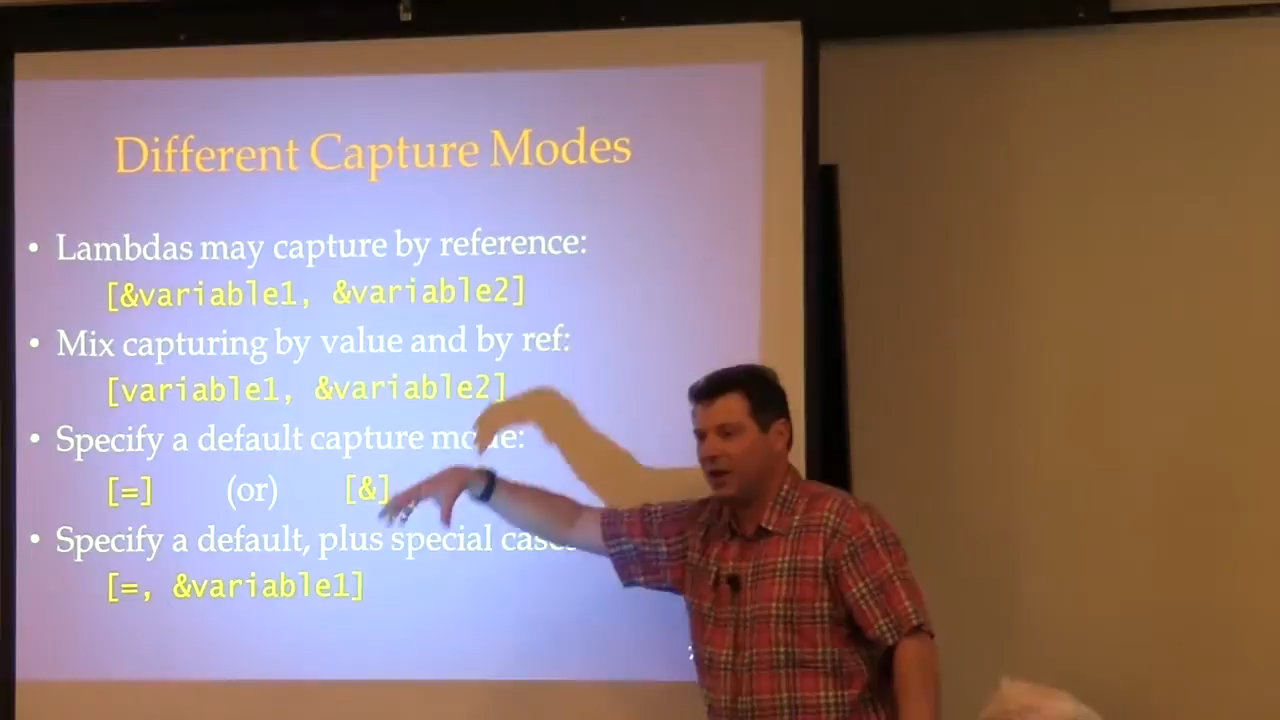 Different Capture Modes
• Lambdas may capture by reference:
[&variable1, &variable2]
• Mix capturing by value and by ref:
[variable1, &variable2]
• Specify a default capture mode:
[=] (or) [&]
• Specify a default, plus special
[=, &variable1]